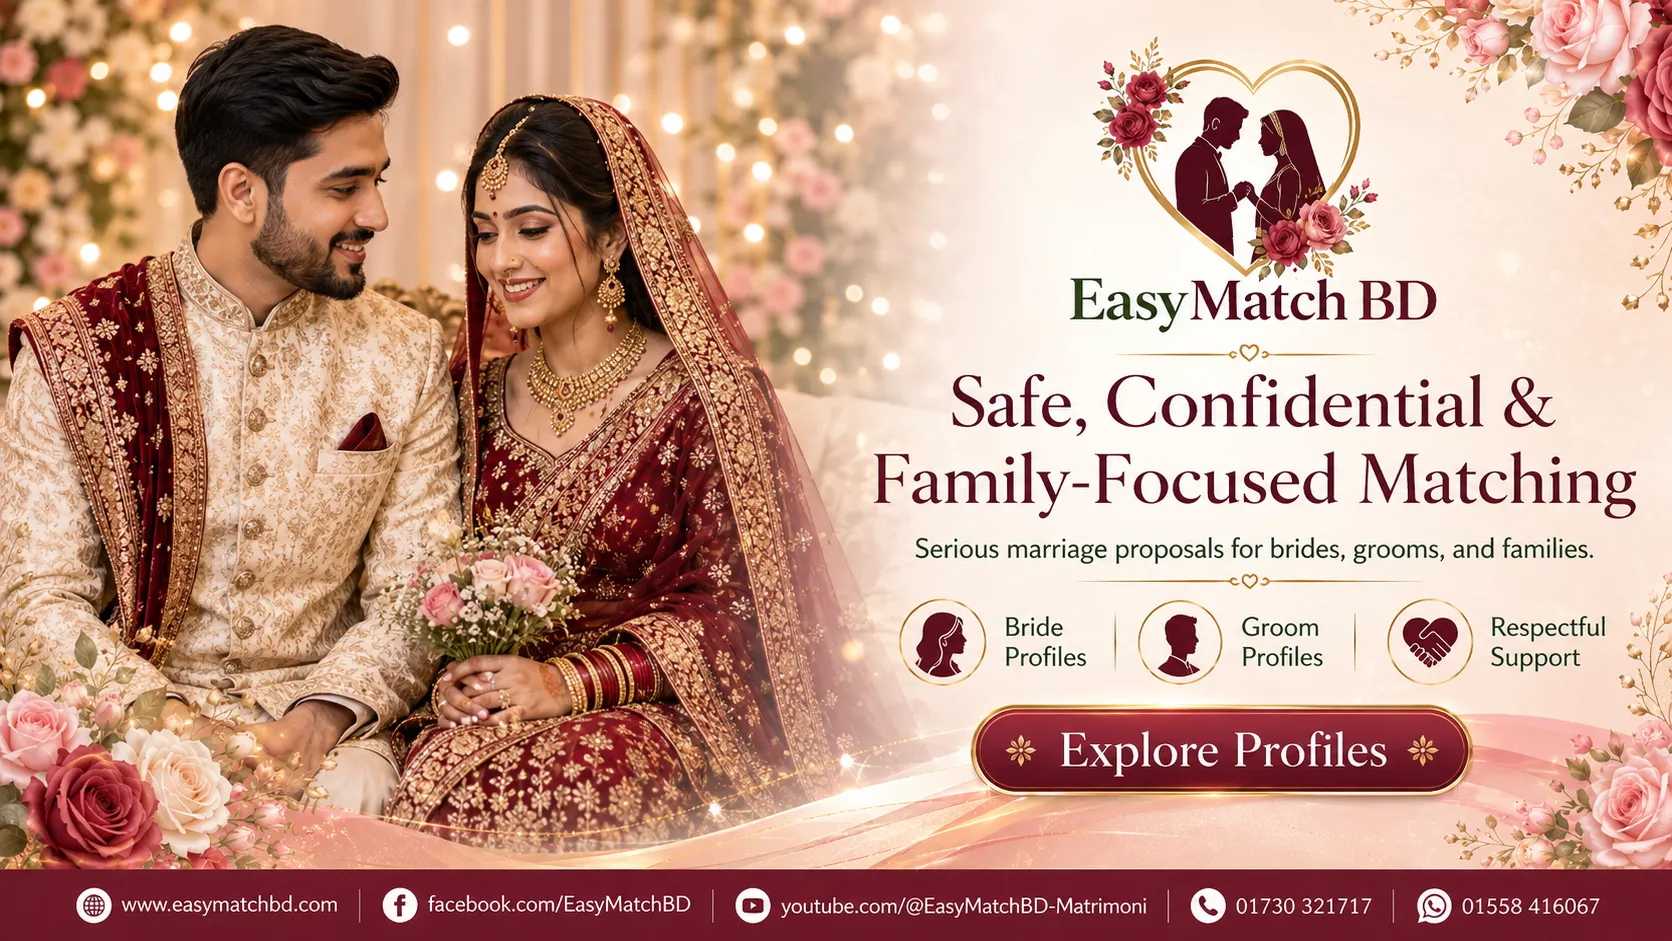 EasyMatch BD
Safe, Confidential &
Family-Focused Matching
Serious marriage proposals for brides, grooms, and families.
Bride
Profiles
Groom
Profiles
Respectful
Support
Explore Profiles
www.easymatchbd.com
facebook.com/EasyMatchBD
youtube.com/@EasyMatchBD-Matrimoni
01730 321717
01558 416067